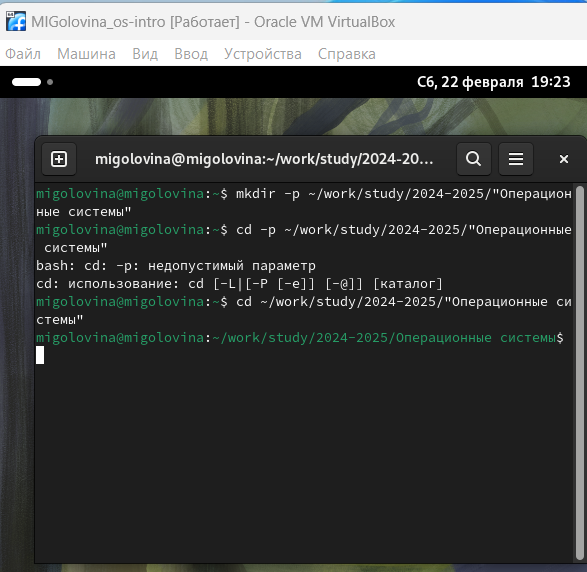 MIGolovina_os-intro [Работает] - Oracle VM VirtualBox
Файл Машина Вид Ввод Устройства Справка
Сб, 22 февраля 19:23
migolovina@migolovina:~/work/study/2024-20...
migolovina@migolovina:~$ mkdir -p ~/work/study/2024-2025/"Операцион
ные системы"
migolovina@migolovina:~$ cd -p ~/work/study/2024-2025/"Операционные
 системы"
bash: cd: -p: недопустимый параметр
cd: использование: cd [-L|[-P [-e]] [-@]] [каталог]
migolovina@migolovina:~$ cd ~/work/study/2024-2025/"Операционные си
стемы"
migolovina@migolovina:~/work/study/2024-2025/Операционные системы$